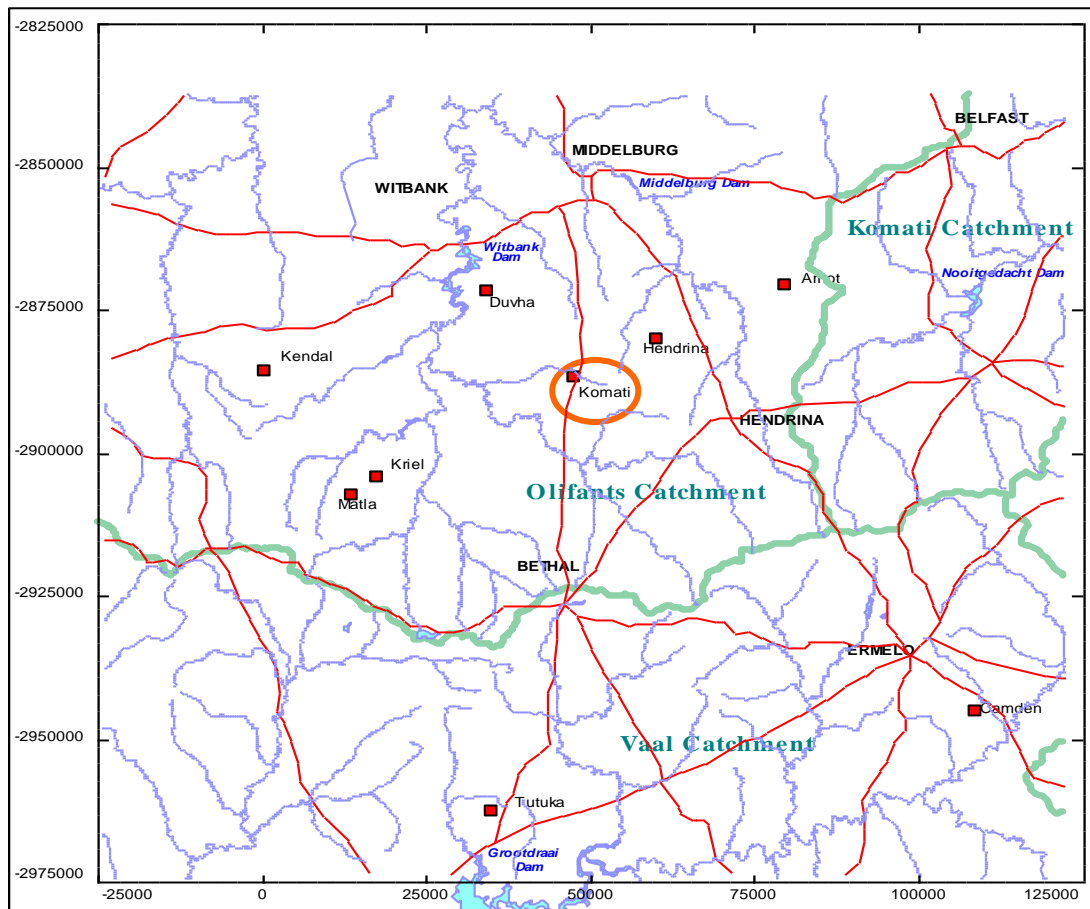 -2825000
BELFAST
MIDDELBURG
-2850000
WITBANK
Middelburg Dam
Komati Catchment
Witbank
Dam
Nooitgedacht Dam
-2875000
Duvha
Hendrina
Kendal
Komati
HENDRINA
-2900000
Kriel
Olifants Catchment
Matla
BETHAL
-2925000
ERMELO
Camden
-2950000
Vaal Catchment
Tutuka
Grootdraai
Dam
-2975000
-25000
0
25000
50000
75000
100000
125000